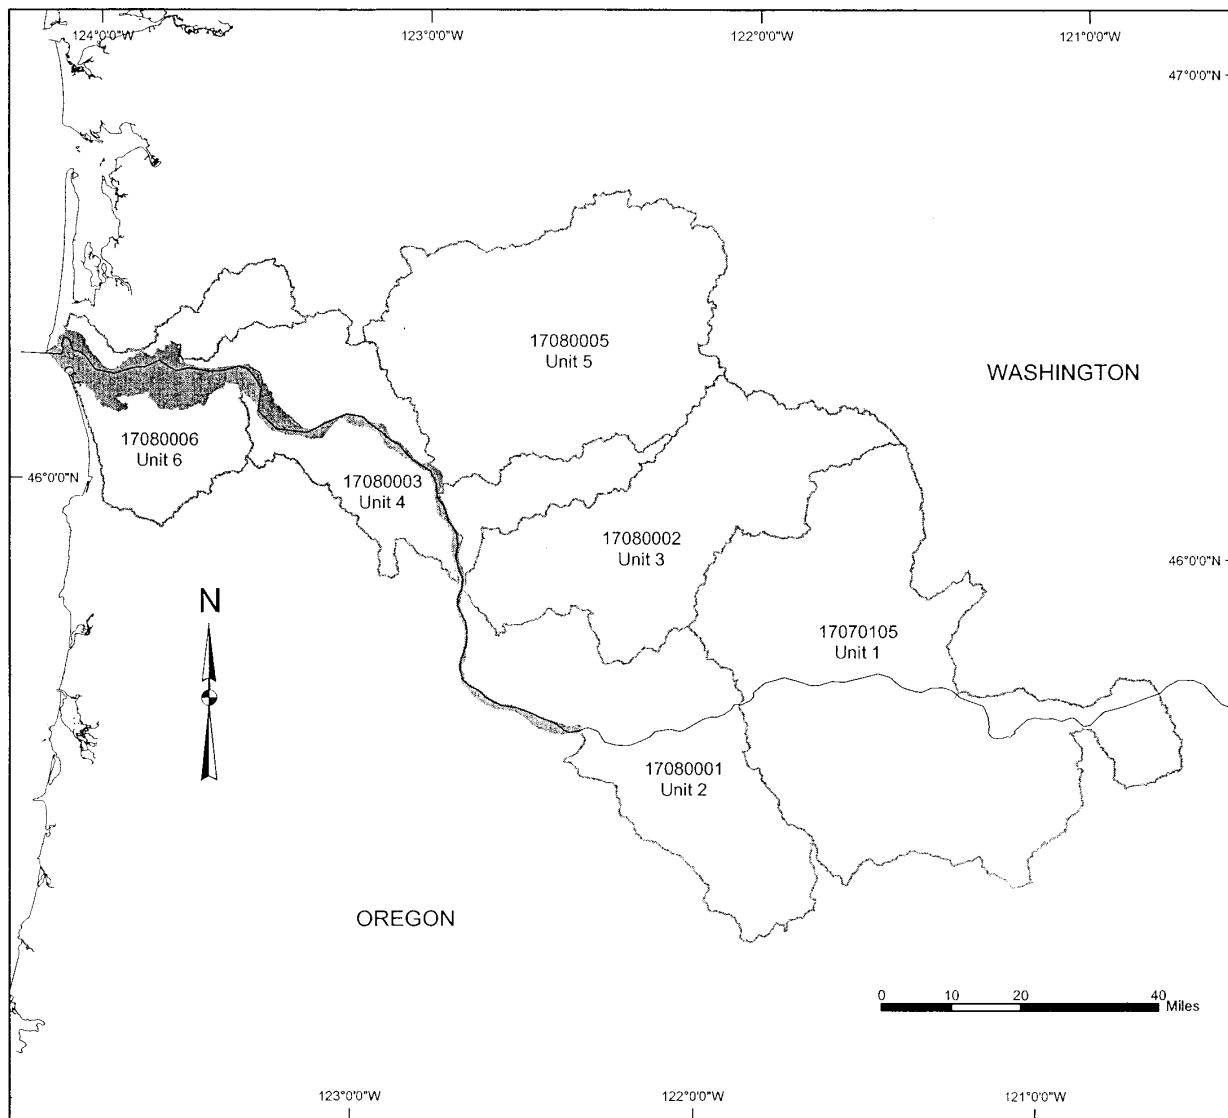 124°0'0"W
123°0'0"W
122°0'0"W
121°0'0"W
47°0'0"N
17080005
Unit 5
WASHINGTON
17080006
Unit 6
46°0'0"N
17080003
Unit 4
17080002
Unit 3
46°0'0"N
N
17070105
Unit 1
17080001
Unit 2
OREGON
0 10 20 40
Miles
123°0'0"W
122°0'0"W
121°0'0"W